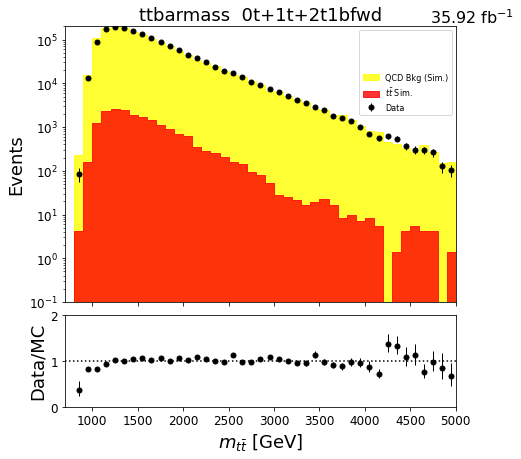 ttbarmass 0t+1t+2t1bfwd
35.92 fb⁻¹
QCD Bkg (Sim.)
tt̄ Sim.
Data
Events
10⁵
10⁴
10³
10²
10¹
10⁰
10⁻¹
Data/MC
2
1
0
1000 1500 2000 2500 3000 3500 4000 4500 5000
m_{tt̄} [GeV]